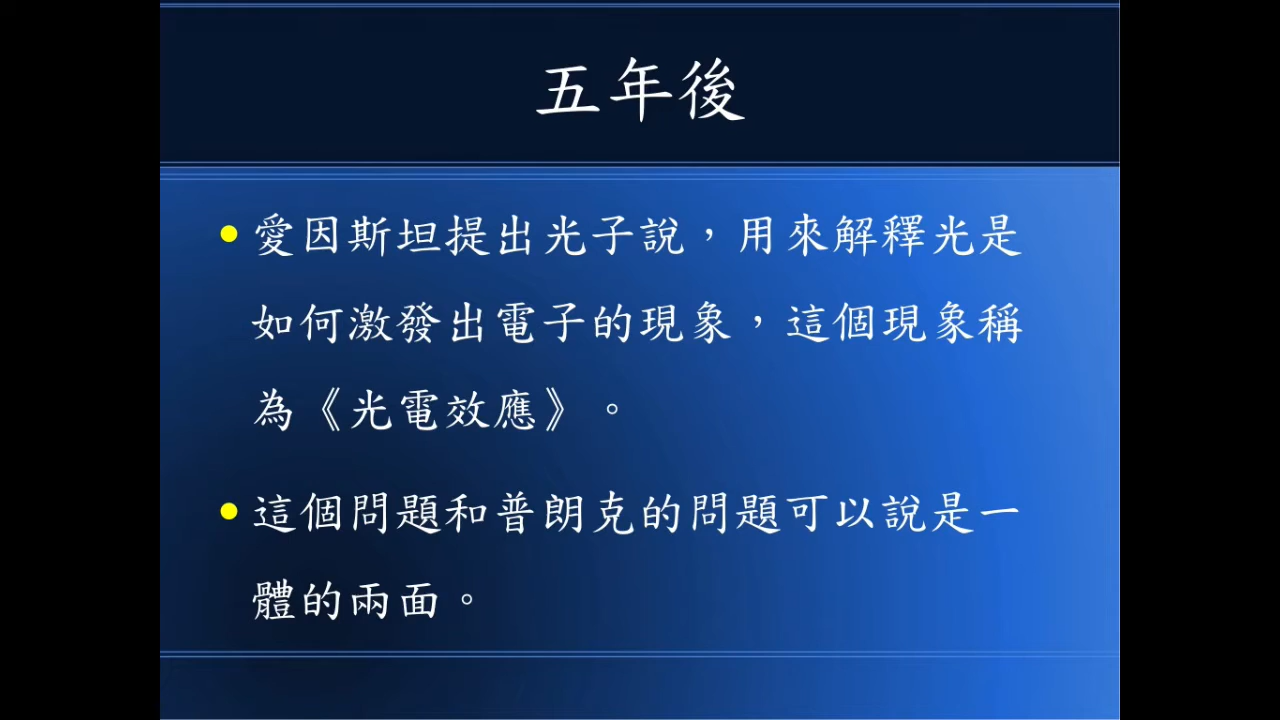 五年後
愛因斯坦提出光子說，用來解釋光是
如何激發出電子的現象，這個現象稱
為《光電效應》。
這個問題和普朗克的問題可以說是一
體的兩面。